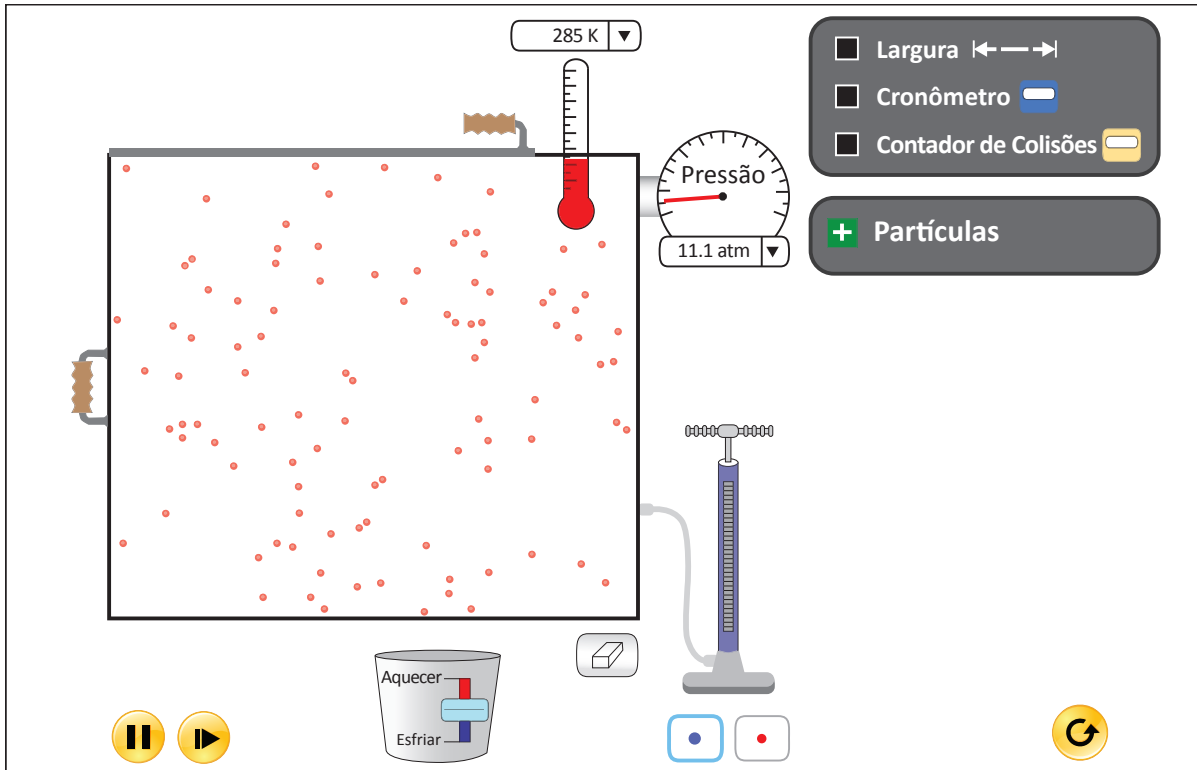 285 K
Largura
Cronômetro
Contador de Colisões
Pressão
11.1 atm
Partículas
Aquecer
Esfriar